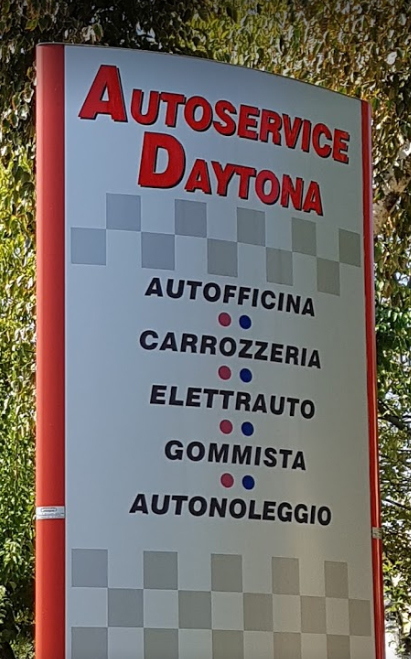 AUTOSERVICE
DAYTONA
AUTOFFICINA
CARROZZERIA
ELETTRAUTO
GOMMISTA
AUTONOLEGGIO